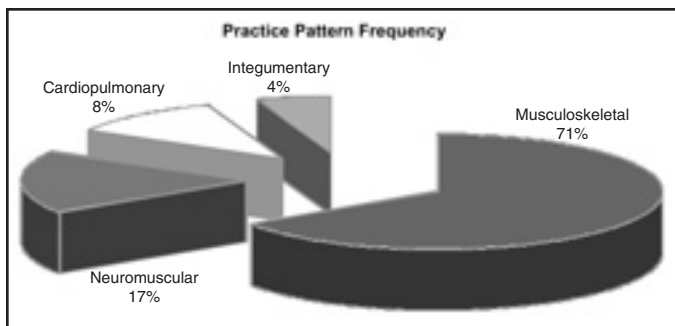 Practice Pattern Frequency
Integumentary
4%
Cardiopulmonary
8%
Musculoskeletal
71%
Neuromuscular
17%